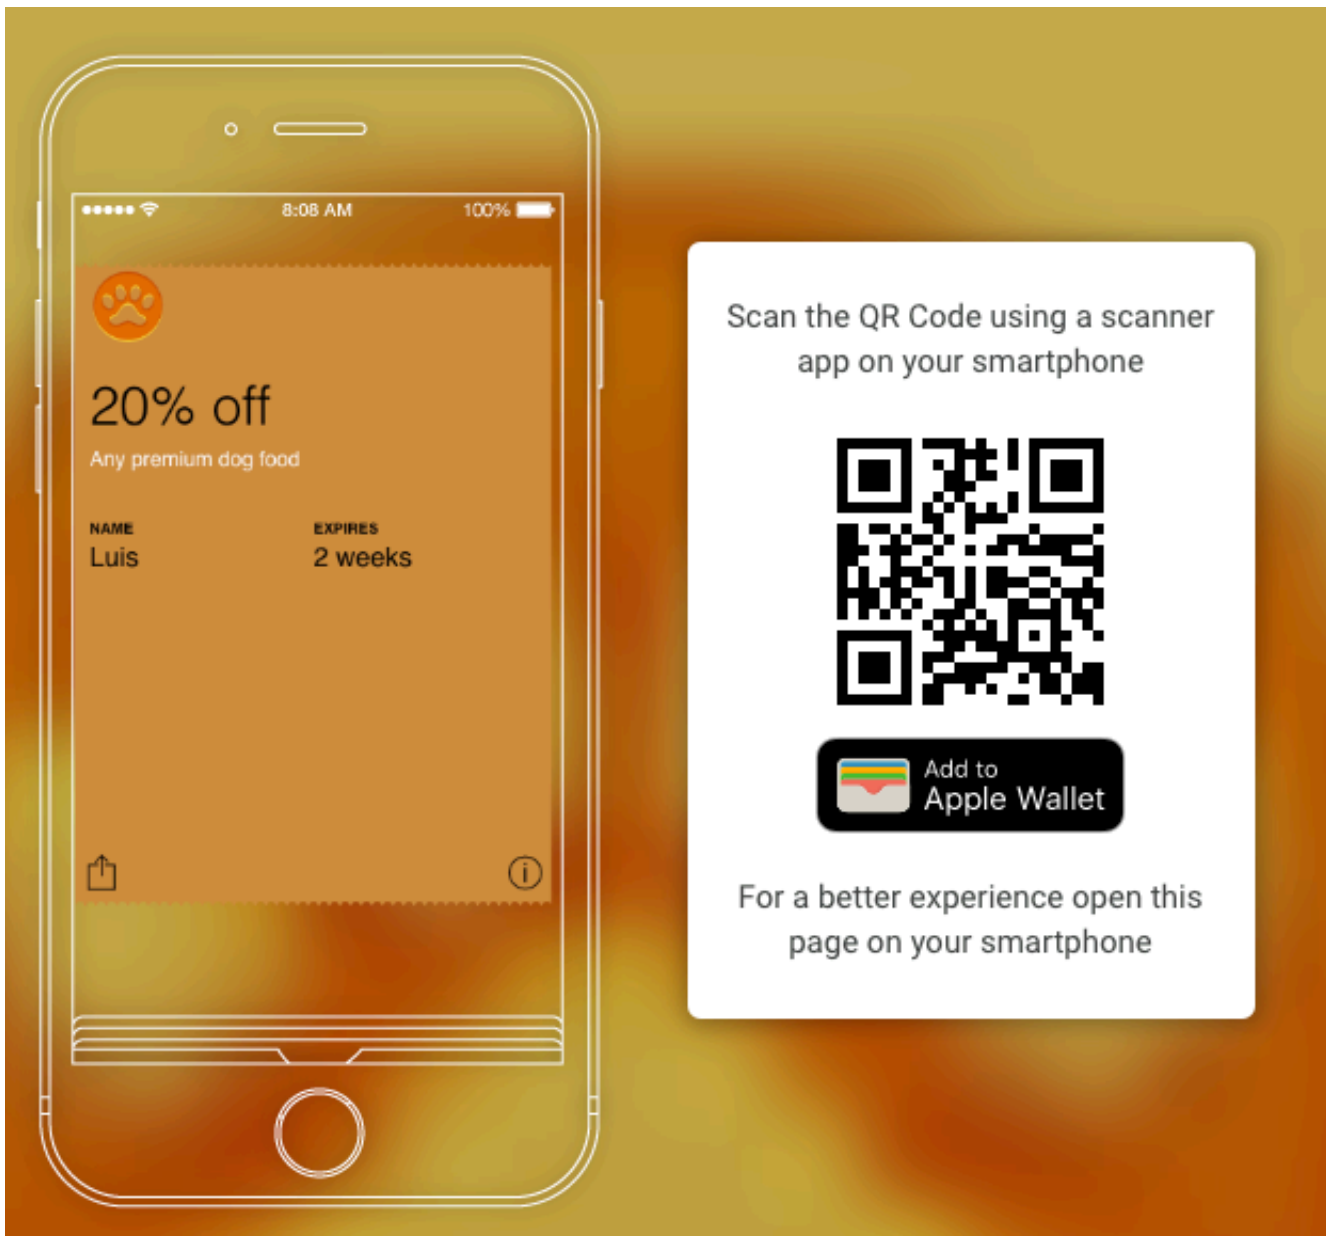 8:08 AM
100%
20% off
Any premium dog food
NAME
EXPIRES
Luis
2 weeks
Scan the QR Code using a scanner
app on your smartphone
Add to
Apple Wallet
For a better experience open this
page on your smartphone